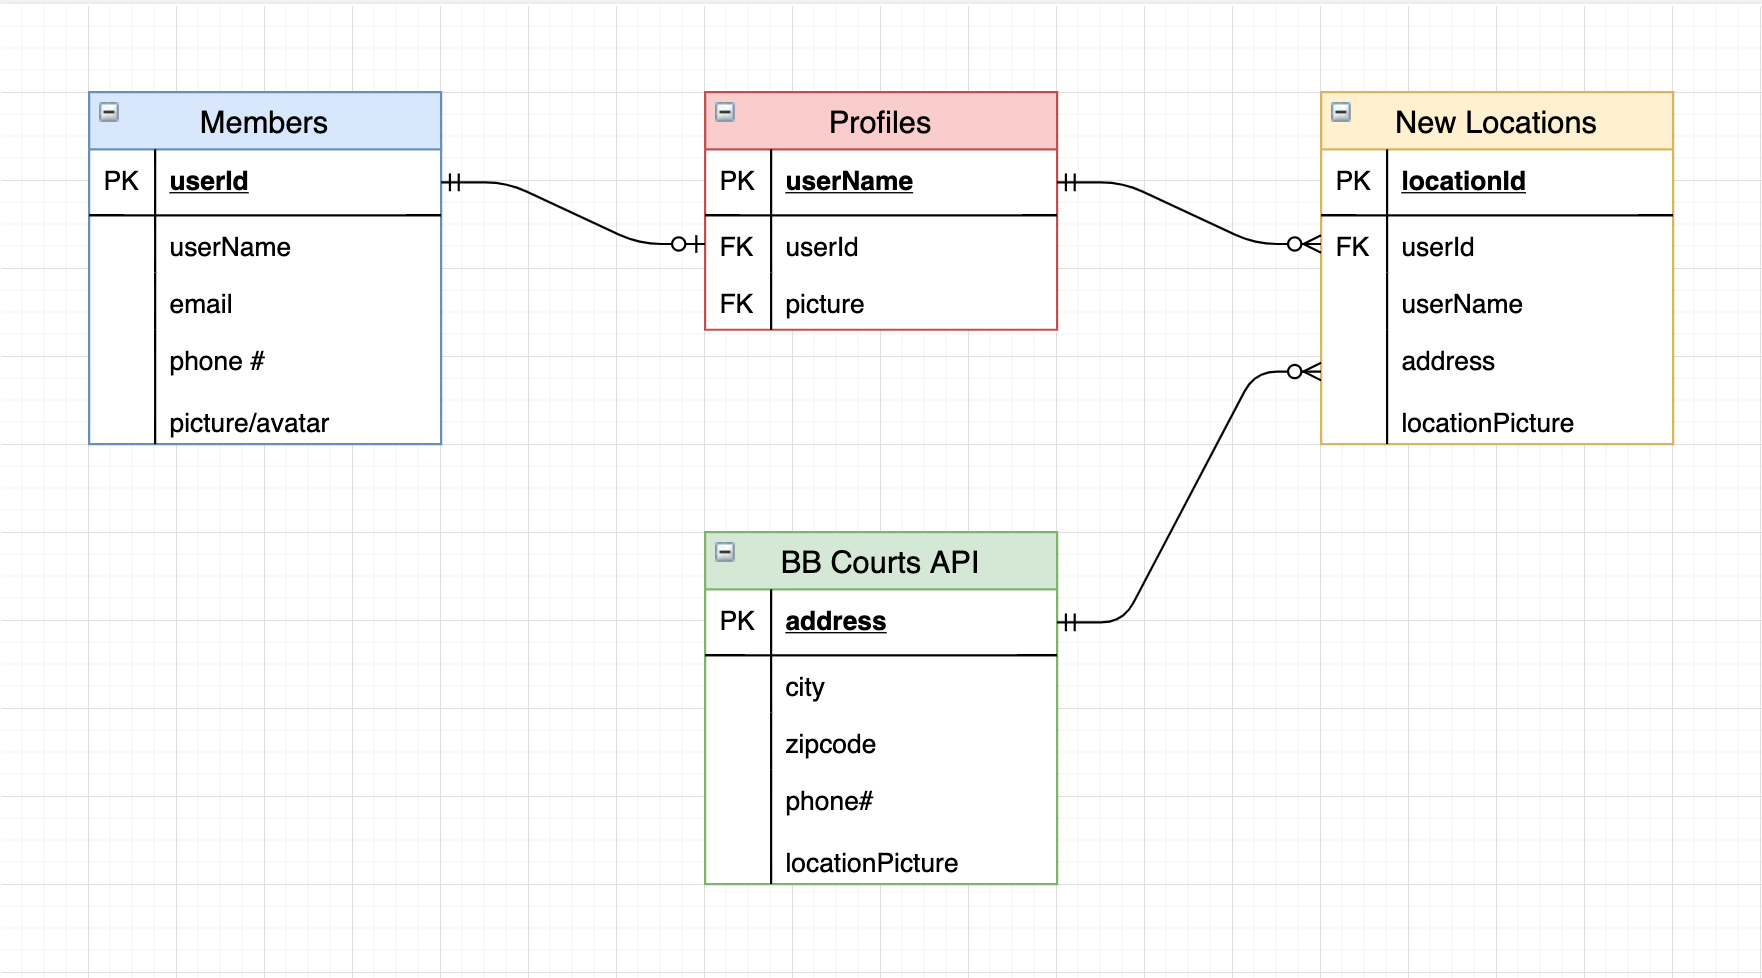 Members
PK userId
userName
email
phone #
picture/avatar
Profiles
PK userName
FK userId
FK picture
New Locations
PK locationId
FK userId
userName
address
locationPicture
BB Courts API
PK address
city
zipcode
phone#
locationPicture